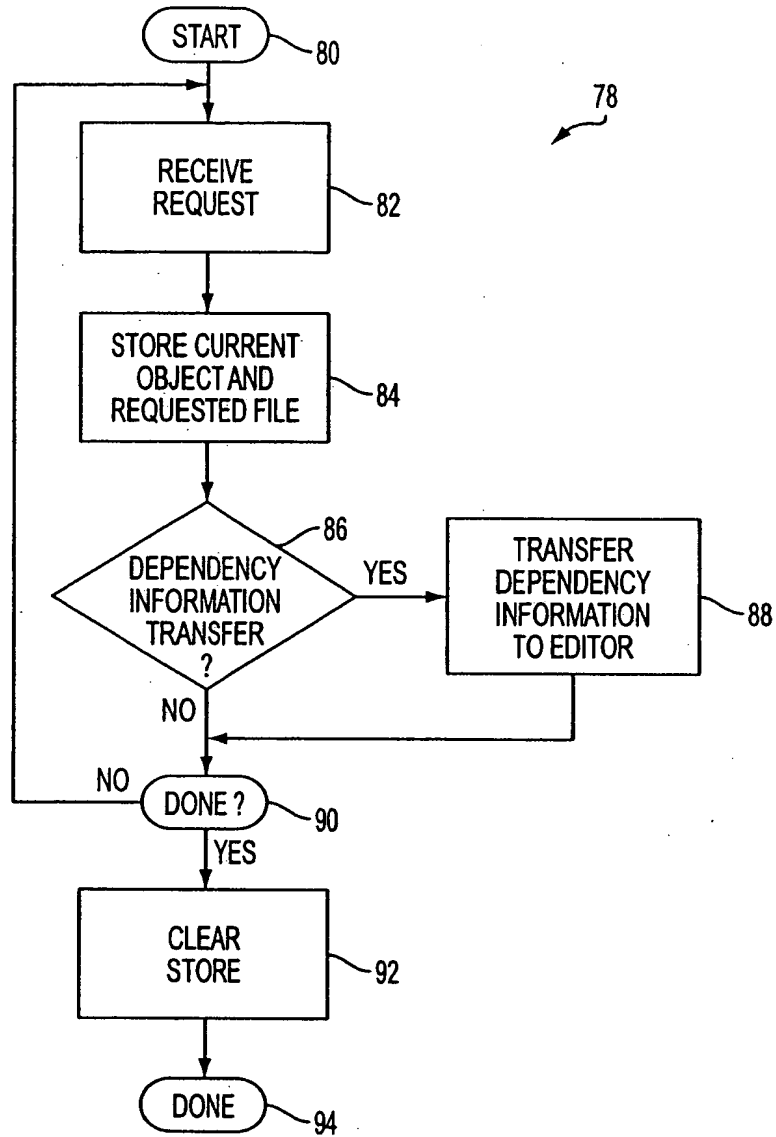 START
80
78
RECEIVE
REQUEST
82
STORE CURRENT
OBJECT AND
REQUESTED FILE
84
86
DEPENDENCY
INFORMATION
TRANSFER
?
YES
TRANSFER
DEPENDENCY
INFORMATION
TO EDITOR
88
NO
NO
DONE ?
90
YES
CLEAR
STORE
92
DONE
94